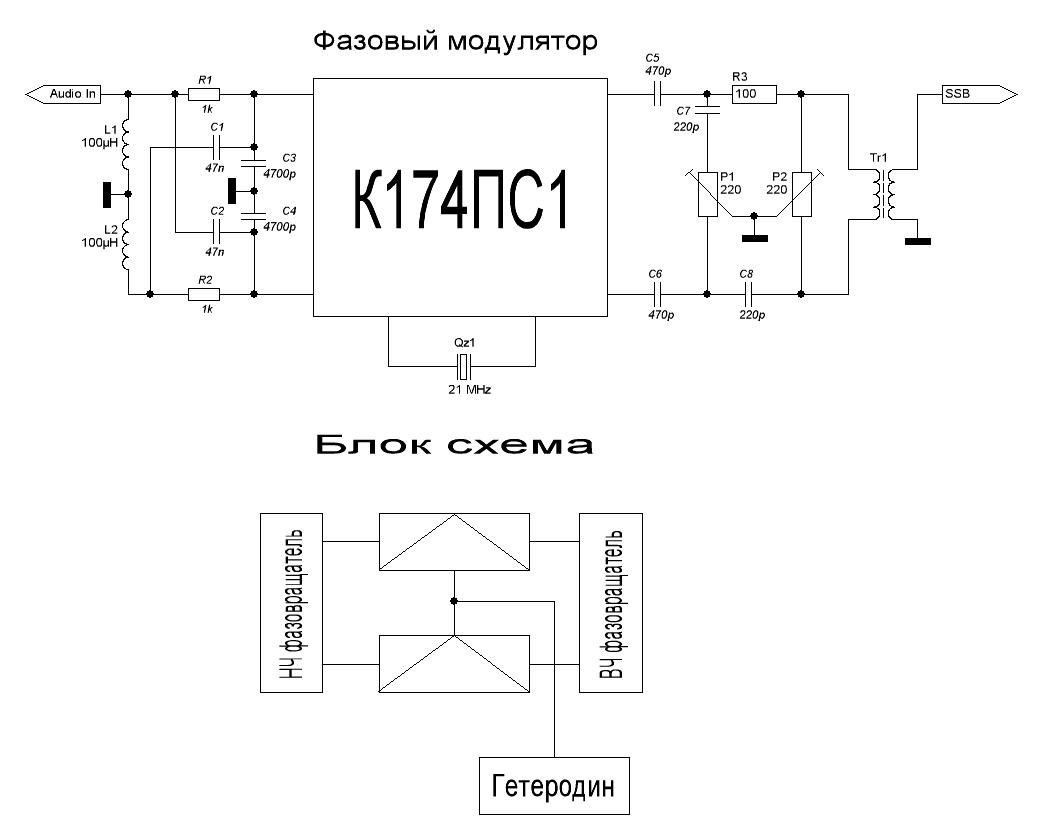 Фазовый модулятор
Audio In
R1
1k
L1
100µH
C1
47n
C3
4700p
C2
47n
C4
4700p
L2
100µH
R2
1k
К174ПС1
Qz1
21 MHz
C5
470p
C7
220p
R3
100
P1
220
P2
220
C6
470p
C8
220p
Tr1
SSB
Блок схема
НЧ фазовращатель
ВЧ фазовращатель
Гетеродин